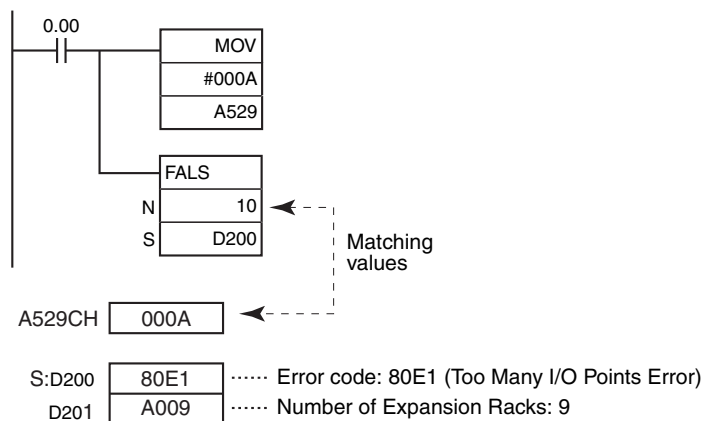 0.00
MOV
#000A
A529
FALS
N 10
S D200
Matching
values
A529CH 000A
S:D200 80E1 ······ Error code: 80E1 (Too Many I/O Points Error)
D201 A009 ······ Number of Expansion Racks: 9